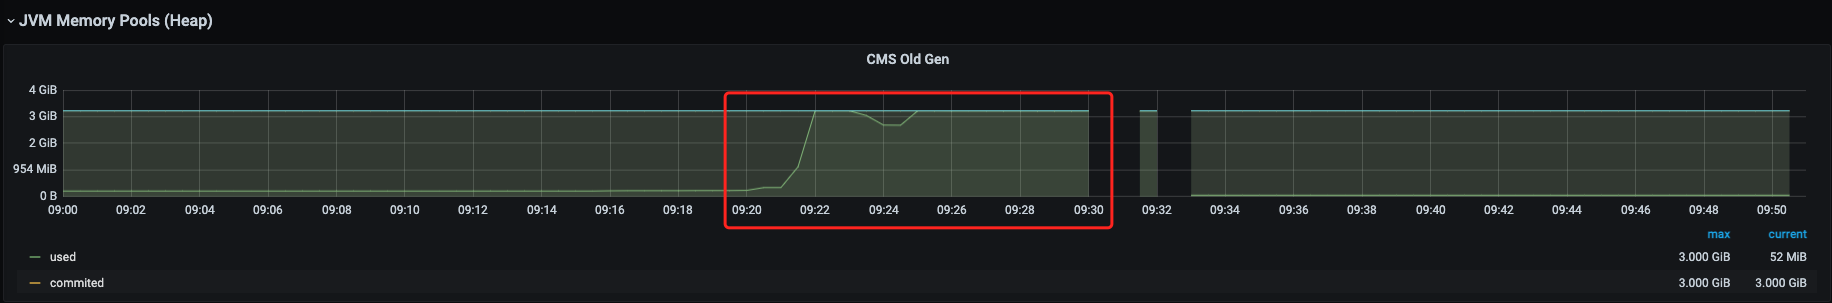 JVM Memory Pools (Heap)
CMS Old Gen
4 GiB
3 GiB
2 GiB
954 MiB
0 B
09:00 09:02 09:04 09:06 09:08 09:10 09:12 09:14 09:16 09:18 09:20 09:22 09:24 09:26 09:28 09:30 09:32 09:34 09:36 09:38 09:40 09:42 09:44 09:46 09:48 09:50
max current
used 3.000 GiB 52 MiB
commited 3.000 GiB 3.000 GiB